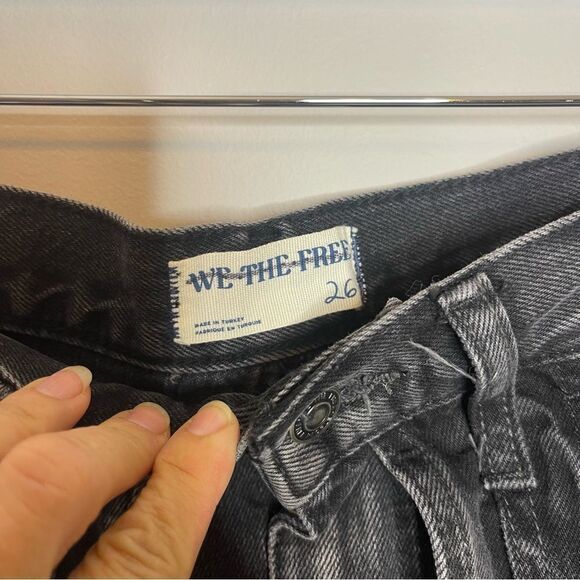 WE THE FREE
26
MADE IN TURKEY
FABRIQUÉ EN TURQUIE